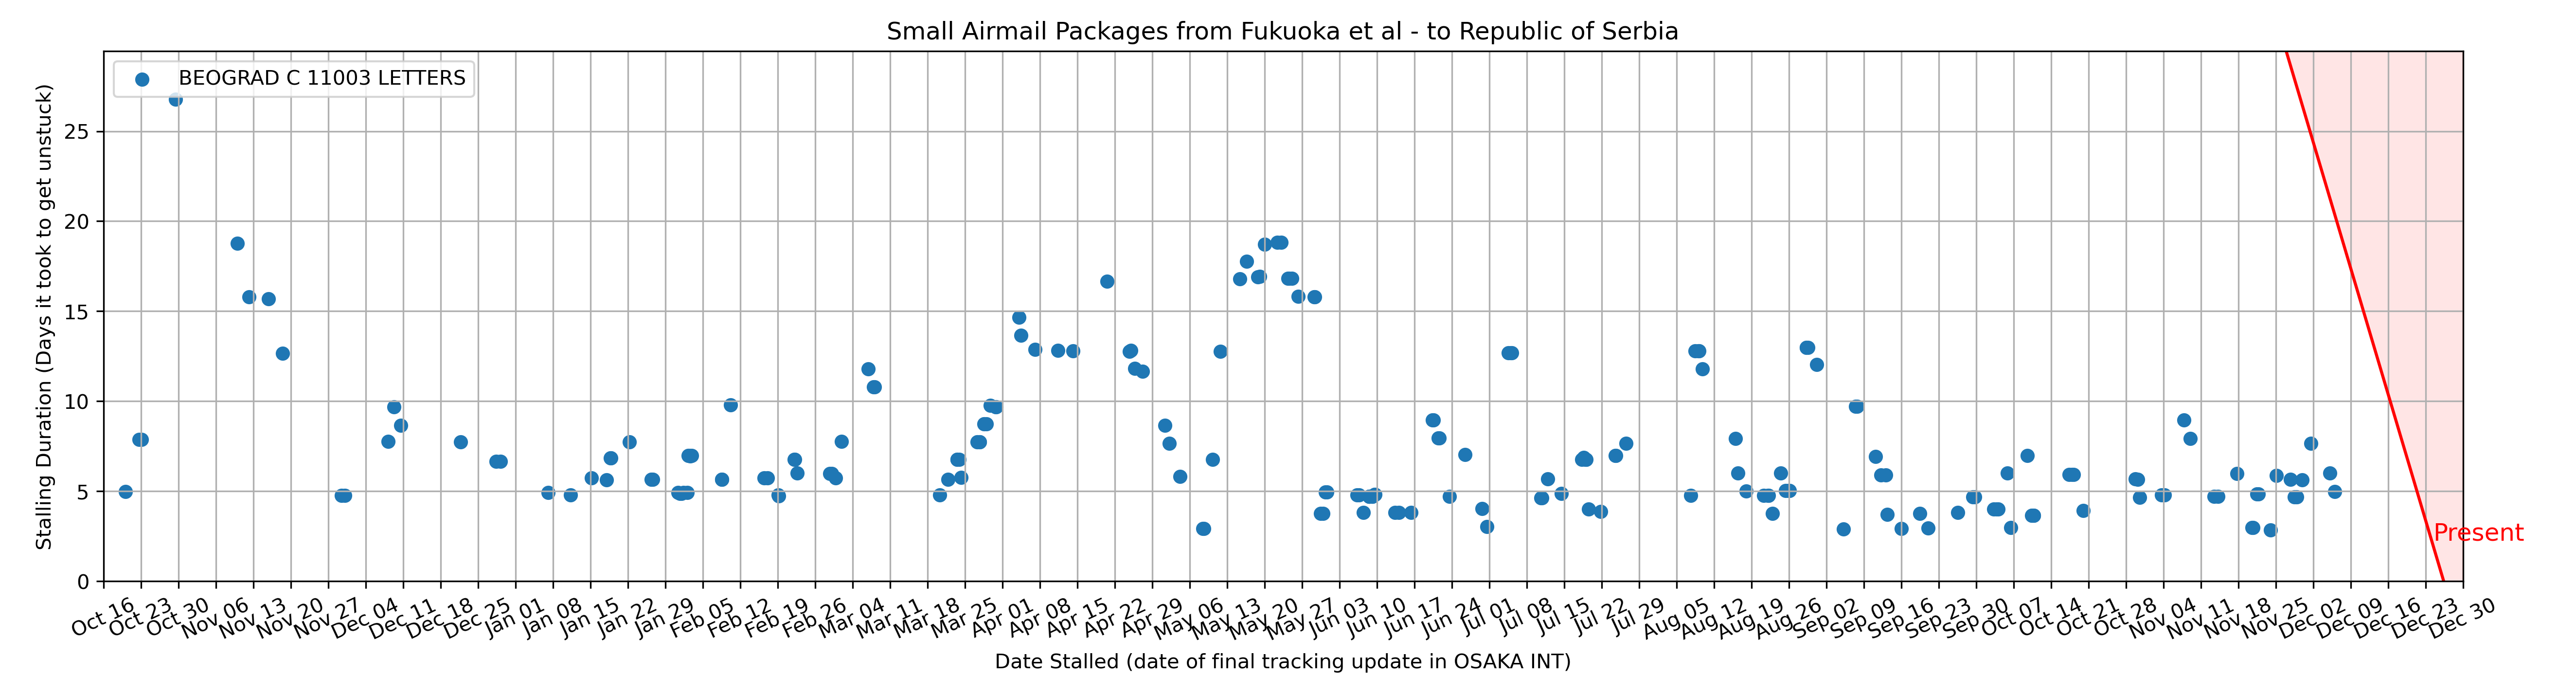 Small Airmail Packages from Fukuoka et al - to Republic of Serbia
BEOGRAD C 11003 LETTERS
Stalling Duration (Days it took to get unstuck)
25
20
15
10
5
0
Present
Oct 16 Oct 23 Oct 30 Nov 06 Nov 13 Nov 20 Nov 27 Dec 04 Dec 11 Dec 18 Dec 25 Jan 01 Jan 08 Jan 15 Jan 22 Jan 29 Feb 05 Feb 12 Feb 19 Feb 26 Mar 04 Mar 11 Mar 18 Mar 25 Apr 01 Apr 08 Apr 15 Apr 22 Apr 29 May 06 May 13 May 20 May 27 Jun 03 Jun 10 Jun 17 Jun 24 Jul 01 Jul 08 Jul 15 Jul 22 Jul 29 Aug 05 Aug 12 Aug 19 Aug 26 Sep 02 Sep 09 Sep 16 Sep 23 Sep 30 Oct 07 Oct 14 Oct 21 Oct 28 Nov 04 Nov 11 Nov 18 Nov 25 Dec 02 Dec 09 Dec 16 Dec 23 Dec 30
Date Stalled (date of final tracking update in OSAKA INT)